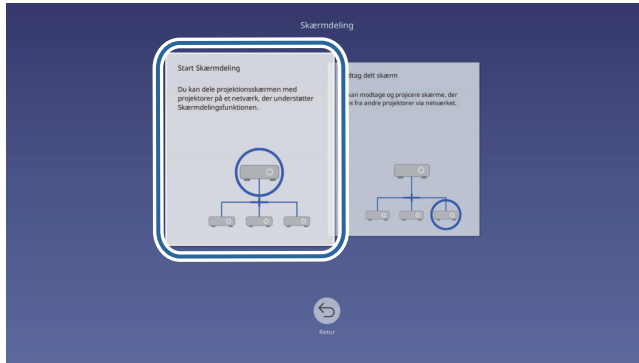 Skærmdeling
Start Skærmdeling
Du kan dele projektionsskærmen med
projektorer på et netværk, der understøtter
Skærmdelingsfunktionen.
dtag delt skærm
kan modtage og projicere skærme, der
s fra andre projektorer via netværket.
Retur